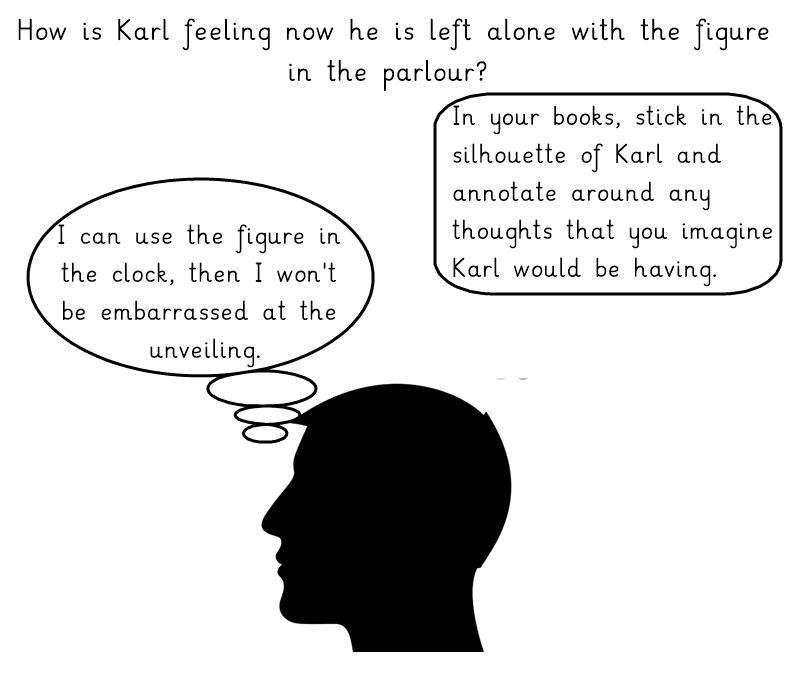 How is Karl feeling now he is left alone with the figure
in the parlour?
In your books, stick in the
silhouette of Karl and
annotate around any
thoughts that you imagine
Karl would be having.
I can use the figure in
the clock, then I won't
be embarrassed at the
unveiling.